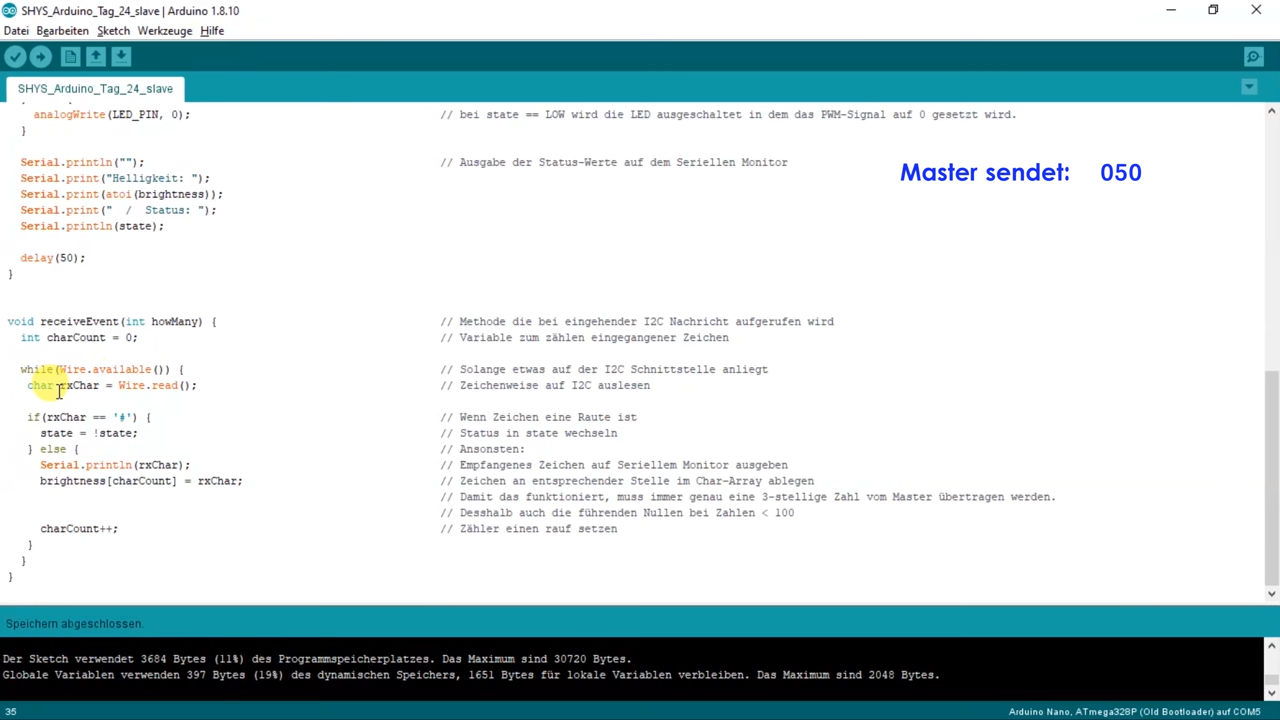 SHYS_Arduino_Tag_24_slave | Arduino 1.8.10
Datei Bearbeiten Sketch Werkzeuge Hilfe
SHYS_Arduino_Tag_24_slave
analogWrite(LED_PIN, 0); // bei state == LOW wird die LED ausgeschaltet in dem das PWM-Signal auf 0 gesetzt wird.
}
Serial.println(""); // Ausgabe der Status-Werte auf dem Seriellen Monitor
Master sendet: 050
Serial.print("Helligkeit: ");
Serial.print(atoi(brightness));
Serial.print(" / Status: ");
Serial.println(state);
delay(50);
}
void receiveEvent(int howMany) { // Methode die bei eingehender I2C Nachricht aufgerufen wird
int charCount = 0; // Variable zum zählen eingegangener Zeichen
while(Wire.available()) { // Solange etwas auf der I2C Schnittstelle anliegt
char rxChar = Wire.read(); // Zeichenweise auf I2C auslesen
if(rxChar == '#') { // Wenn Zeichen eine Raute ist
state = !state; // Status in state wechseln
} else { // Ansonsten:
Serial.println(rxChar); // Empfangenes Zeichen auf Seriellem Monitor ausgeben
brightness[charCount] = rxChar; // Zeichen an entsprechender Stelle im Char-Array ablegen
// Damit das funktioniert, muss immer genau eine 3-stellige Zahl vom Master übertragen werden.
// Desshalb auch die führenden Nullen bei Zahlen < 100
charCount++; // Zähler einen rauf setzen
}
}
}
Speichern abgeschlossen.
Der Sketch verwendet 3684 Bytes (11%) des Programmspeicherplatzes. Das Maximum sind 30720 Bytes.
Globale Variablen verwenden 397 Bytes (19%) des dynamischen Speichers, 1651 Bytes für lokale Variablen verbleiben. Das Maximum sind 2048 Bytes.
35 Arduino Nano, ATmega328P (Old Bootloader) auf COM5